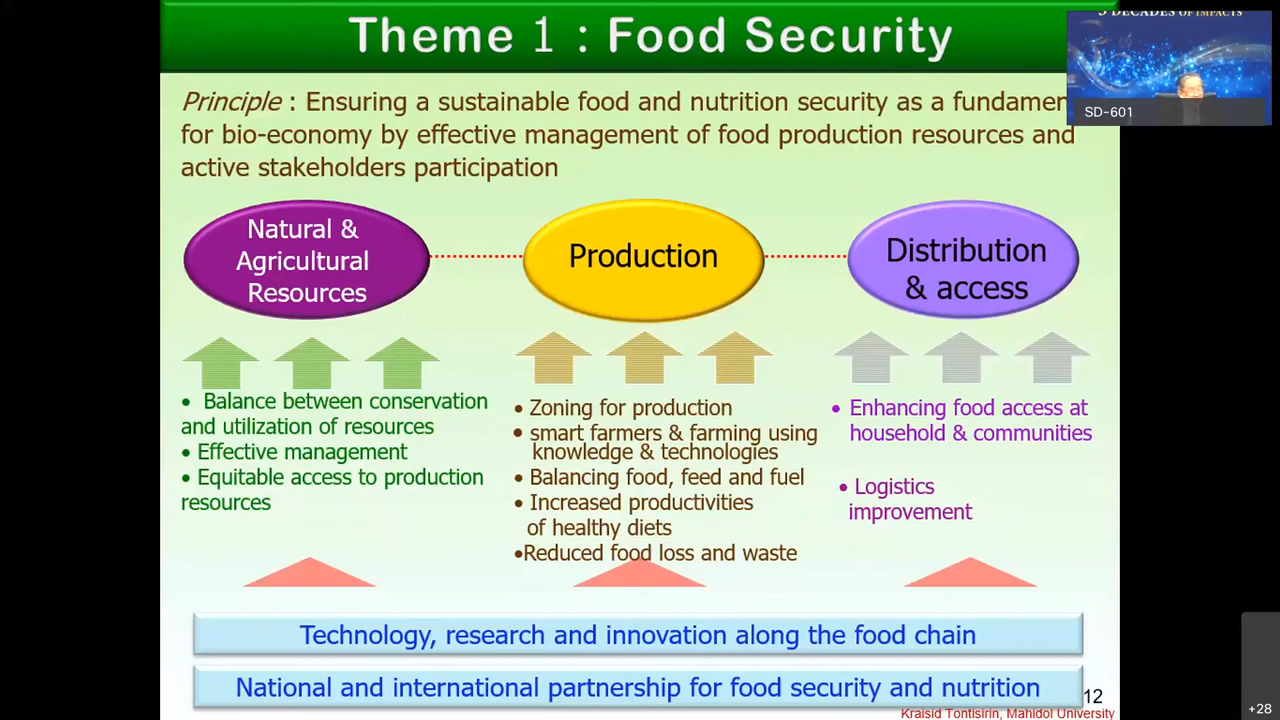 Theme 1 : Food Security
3 DECADES OF IMPACTS
SD-601
Principle : Ensuring a sustainable food and nutrition security as a fundamen
for bio-economy by effective management of food production resources and
active stakeholders participation
Natural &
Agricultural
Resources
Production
Distribution
& access
• Balance between conservation
and utilization of resources
• Effective management
• Equitable access to production
resources
• Zoning for production
• smart farmers & farming using
knowledge & technologies
• Balancing food, feed and fuel
• Increased productivities
of healthy diets
•Reduced food loss and waste
• Enhancing food access at
household & communities
• Logistics
improvement
Technology, research and innovation along the food chain
National and international partnership for food security and nutrition
12
Kraisid Tontisirin, Mahidol University
+28